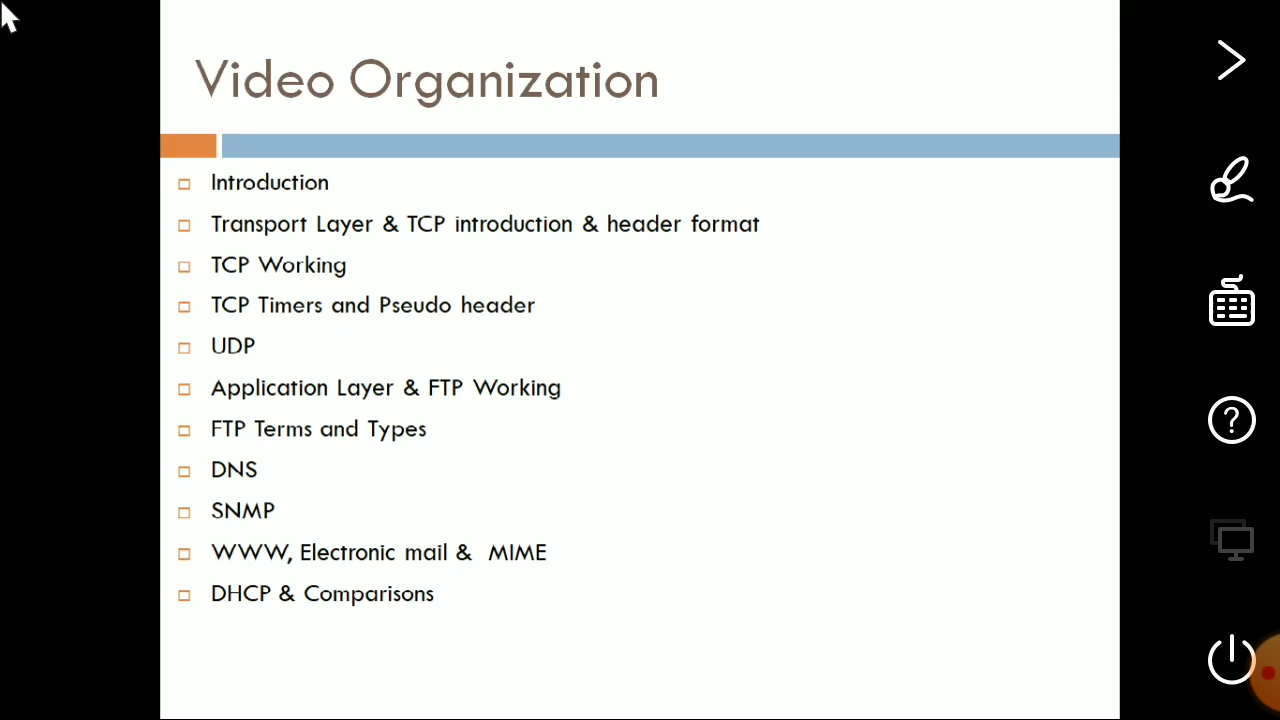 Video Organization
Introduction
Transport Layer & TCP introduction & header format
TCP Working
TCP Timers and Pseudo header
UDP
Application Layer & FTP Working
FTP Terms and Types
DNS
SNMP
WWW, Electronic mail & MIME
DHCP & Comparisons